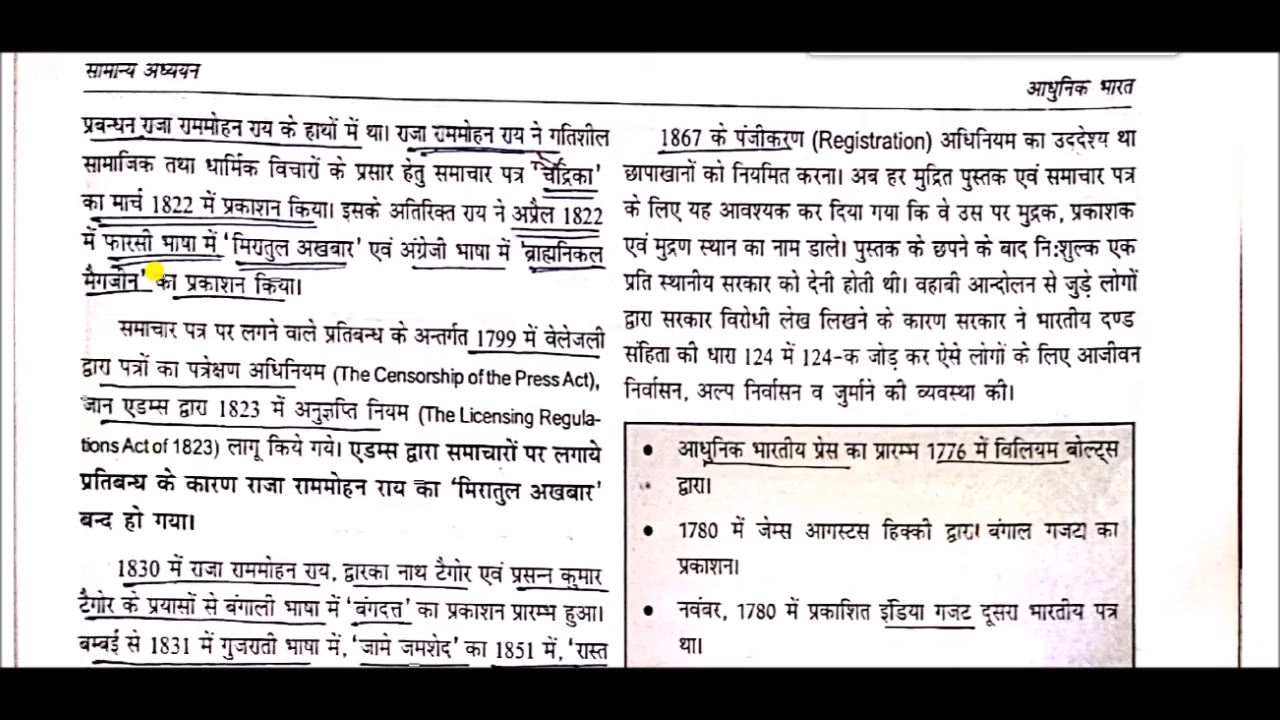 सामान्य अध्ययन
आधुनिक भारत
प्रबन्धन राजा राममोहन राय के हाथों में था। राजा राममोहन राय ने गतिशील
सामाजिक तथा धार्मिक विचारों के प्रसार हेतु समाचार पत्र 'चंद्रिका'
का मार्च 1822 में प्रकाशन किया। इसके अतिरिक्त राय ने अप्रैल 1822
में फारसी भाषा में 'मिरातुल अखबार' एवं अंग्रेजी भाषा में 'ब्राह्मनिकल
मैगजीन' का प्रकाशन किया।
समाचार पत्र पर लगने वाले प्रतिबन्ध के अन्तर्गत 1799 में वेलेजली
द्वारा पत्रों का पत्रेक्षण अधिनियम (The Censorship of the Press Act),
जान एडम्स द्वारा 1823 में अनुज्ञप्ति नियम (The Licensing Regula-
tions Act of 1823) लागू किये गये। एडम्स द्वारा समाचारों पर लगाये
प्रतिबन्ध के कारण राजा राममोहन राय का 'मिरातुल अखबार'
बन्द हो गया।
1830 में राजा राममोहन राय, द्वारका नाथ टैगोर एवं प्रसन्न कुमार
टैगोर के प्रयासों से बंगाली भाषा में 'बंगदत्त' का प्रकाशन प्रारम्भ हुआ।
बम्बई से 1831 में गुजराती भाषा में, 'जामे जमशेद' का 1851 में, 'रास्त
1867 के पंजीकरण (Registration) अधिनियम का उददेश्य था
छापाखानों को नियमित करना। अब हर मुद्रित पुस्तक एवं समाचार पत्र
के लिए यह आवश्यक कर दिया गया कि वे उस पर मुद्रक, प्रकाशक
एवं मुद्रण स्थान का नाम डाले। पुस्तक के छपने के बाद नि:शुल्क एक
प्रति स्थानीय सरकार को देनी होती थी। वहाबी आन्दोलन से जुड़े लोगों
द्वारा सरकार विरोधी लेख लिखने के कारण सरकार ने भारतीय दण्ड
संहिता की धारा 124 में 124-क जोड़ कर ऐसे लोगों के लिए आजीवन
निर्वासन, अल्प निर्वासन व जुर्माने की व्यवस्था की।
• आधुनिक भारतीय प्रेस का प्रारम्भ 1776 में विलियम बोल्ट्स
द्वारा।
• 1780 में जेम्स आगस्टस हिक्की द्वारा बंगाल गजट का
प्रकाशन।
• नवंबर, 1780 में प्रकाशित इंडिया गजट दूसरा भारतीय पत्र
था।